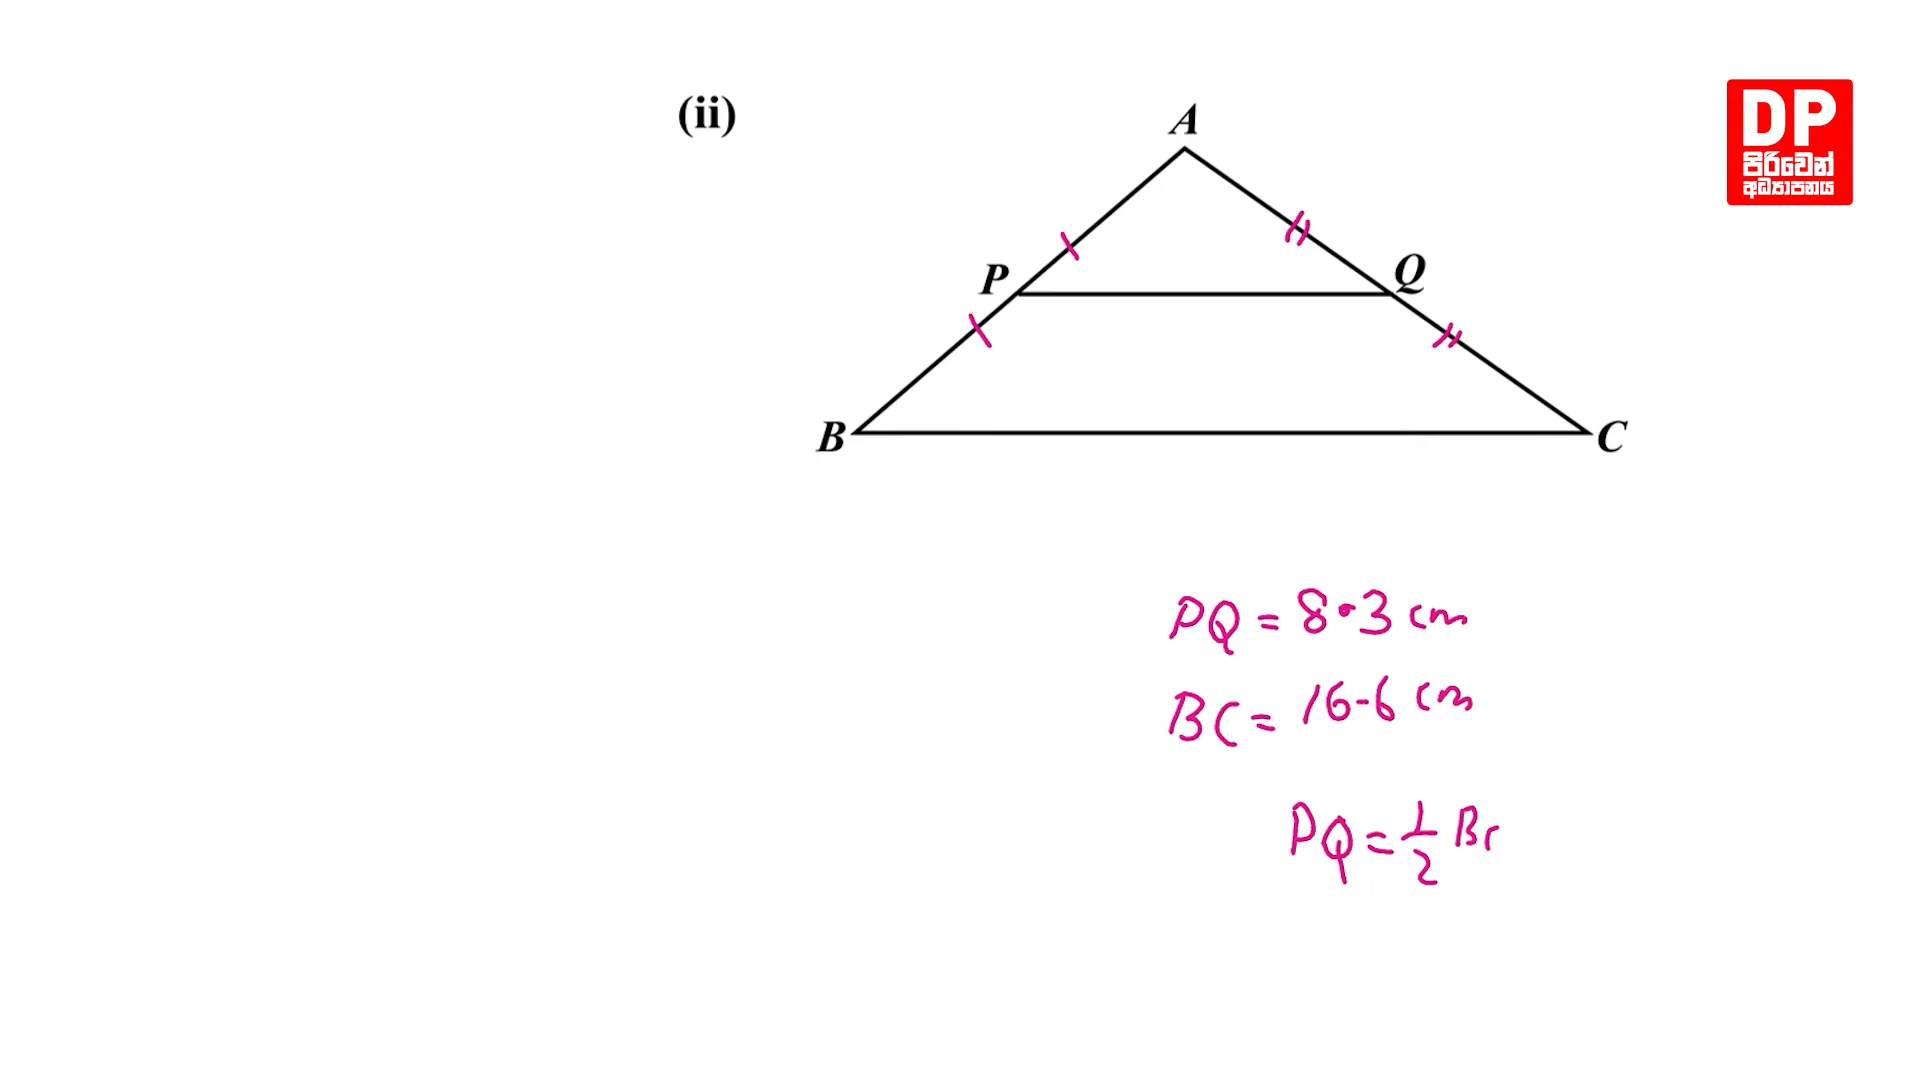 (ii)
A
DP
පිරිවෙන්
අධ්‍යාපනය
P
Q
B
C
PQ = 8.3 cm
BC = 16.6 cm
PQ = 1/2 BC